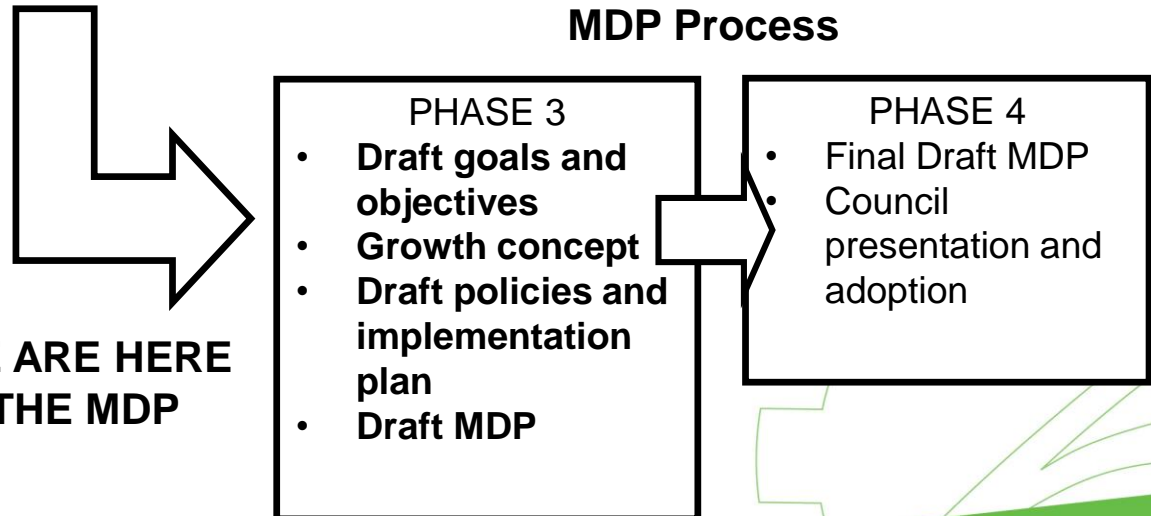 MDP Process
PHASE 3
• Draft goals and
objectives
• Growth concept
• Draft policies and
implementation
plan
• Draft MDP
PHASE 4
• Final Draft MDP
• Council
presentation and
adoption
ARE HERE
THE MDP